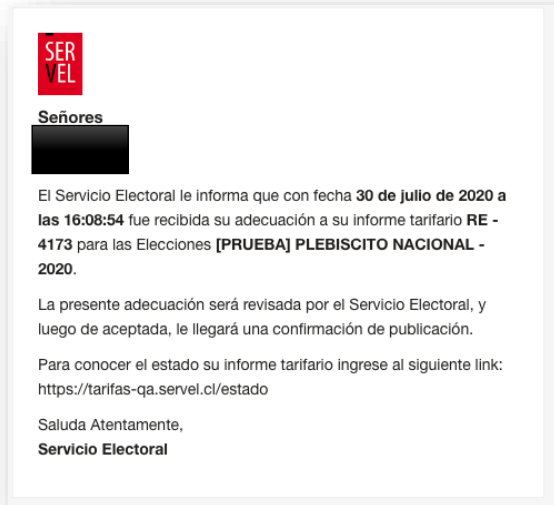 SER
VEL
Señores
El Servicio Electoral le informa que con fecha 30 de julio de 2020 a
las 16:08:54 fue recibida su adecuación a su informe tarifario RE -
4173 para las Elecciones [PRUEBA] PLEBISCITO NACIONAL -
2020.
La presente adecuación será revisada por el Servicio Electoral, y
luego de aceptada, le llegará una confirmación de publicación.
Para conocer el estado su informe tarifario ingrese al siguiente link:
https://tarifas-qa.servel.cl/estado
Saluda Atentamente,
Servicio Electoral